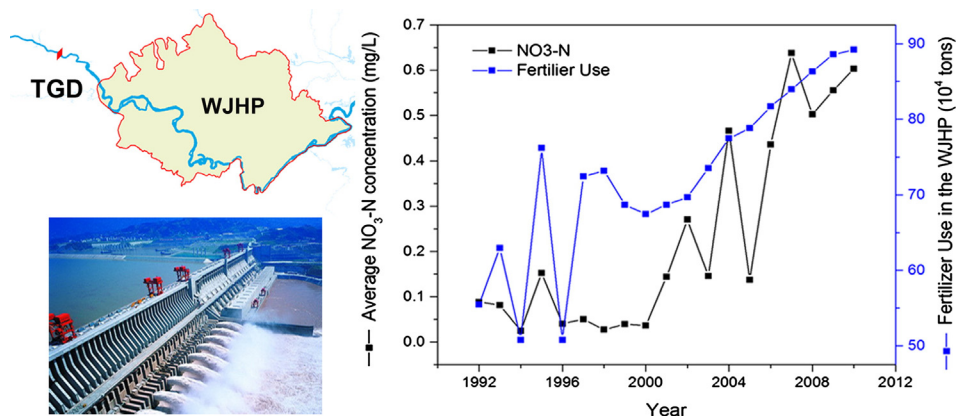 TGD
WJHP
NO3-N
Fertilier Use
Average NO3-N concentration (mg/L)
0.7
0.6
0.5
0.4
0.3
0.2
0.1
0.0
90
80
70
60
50
Fertilizer Use in the WJHP (10⁴ tons)
1992
1996
2000
2004
2008
2012
Year